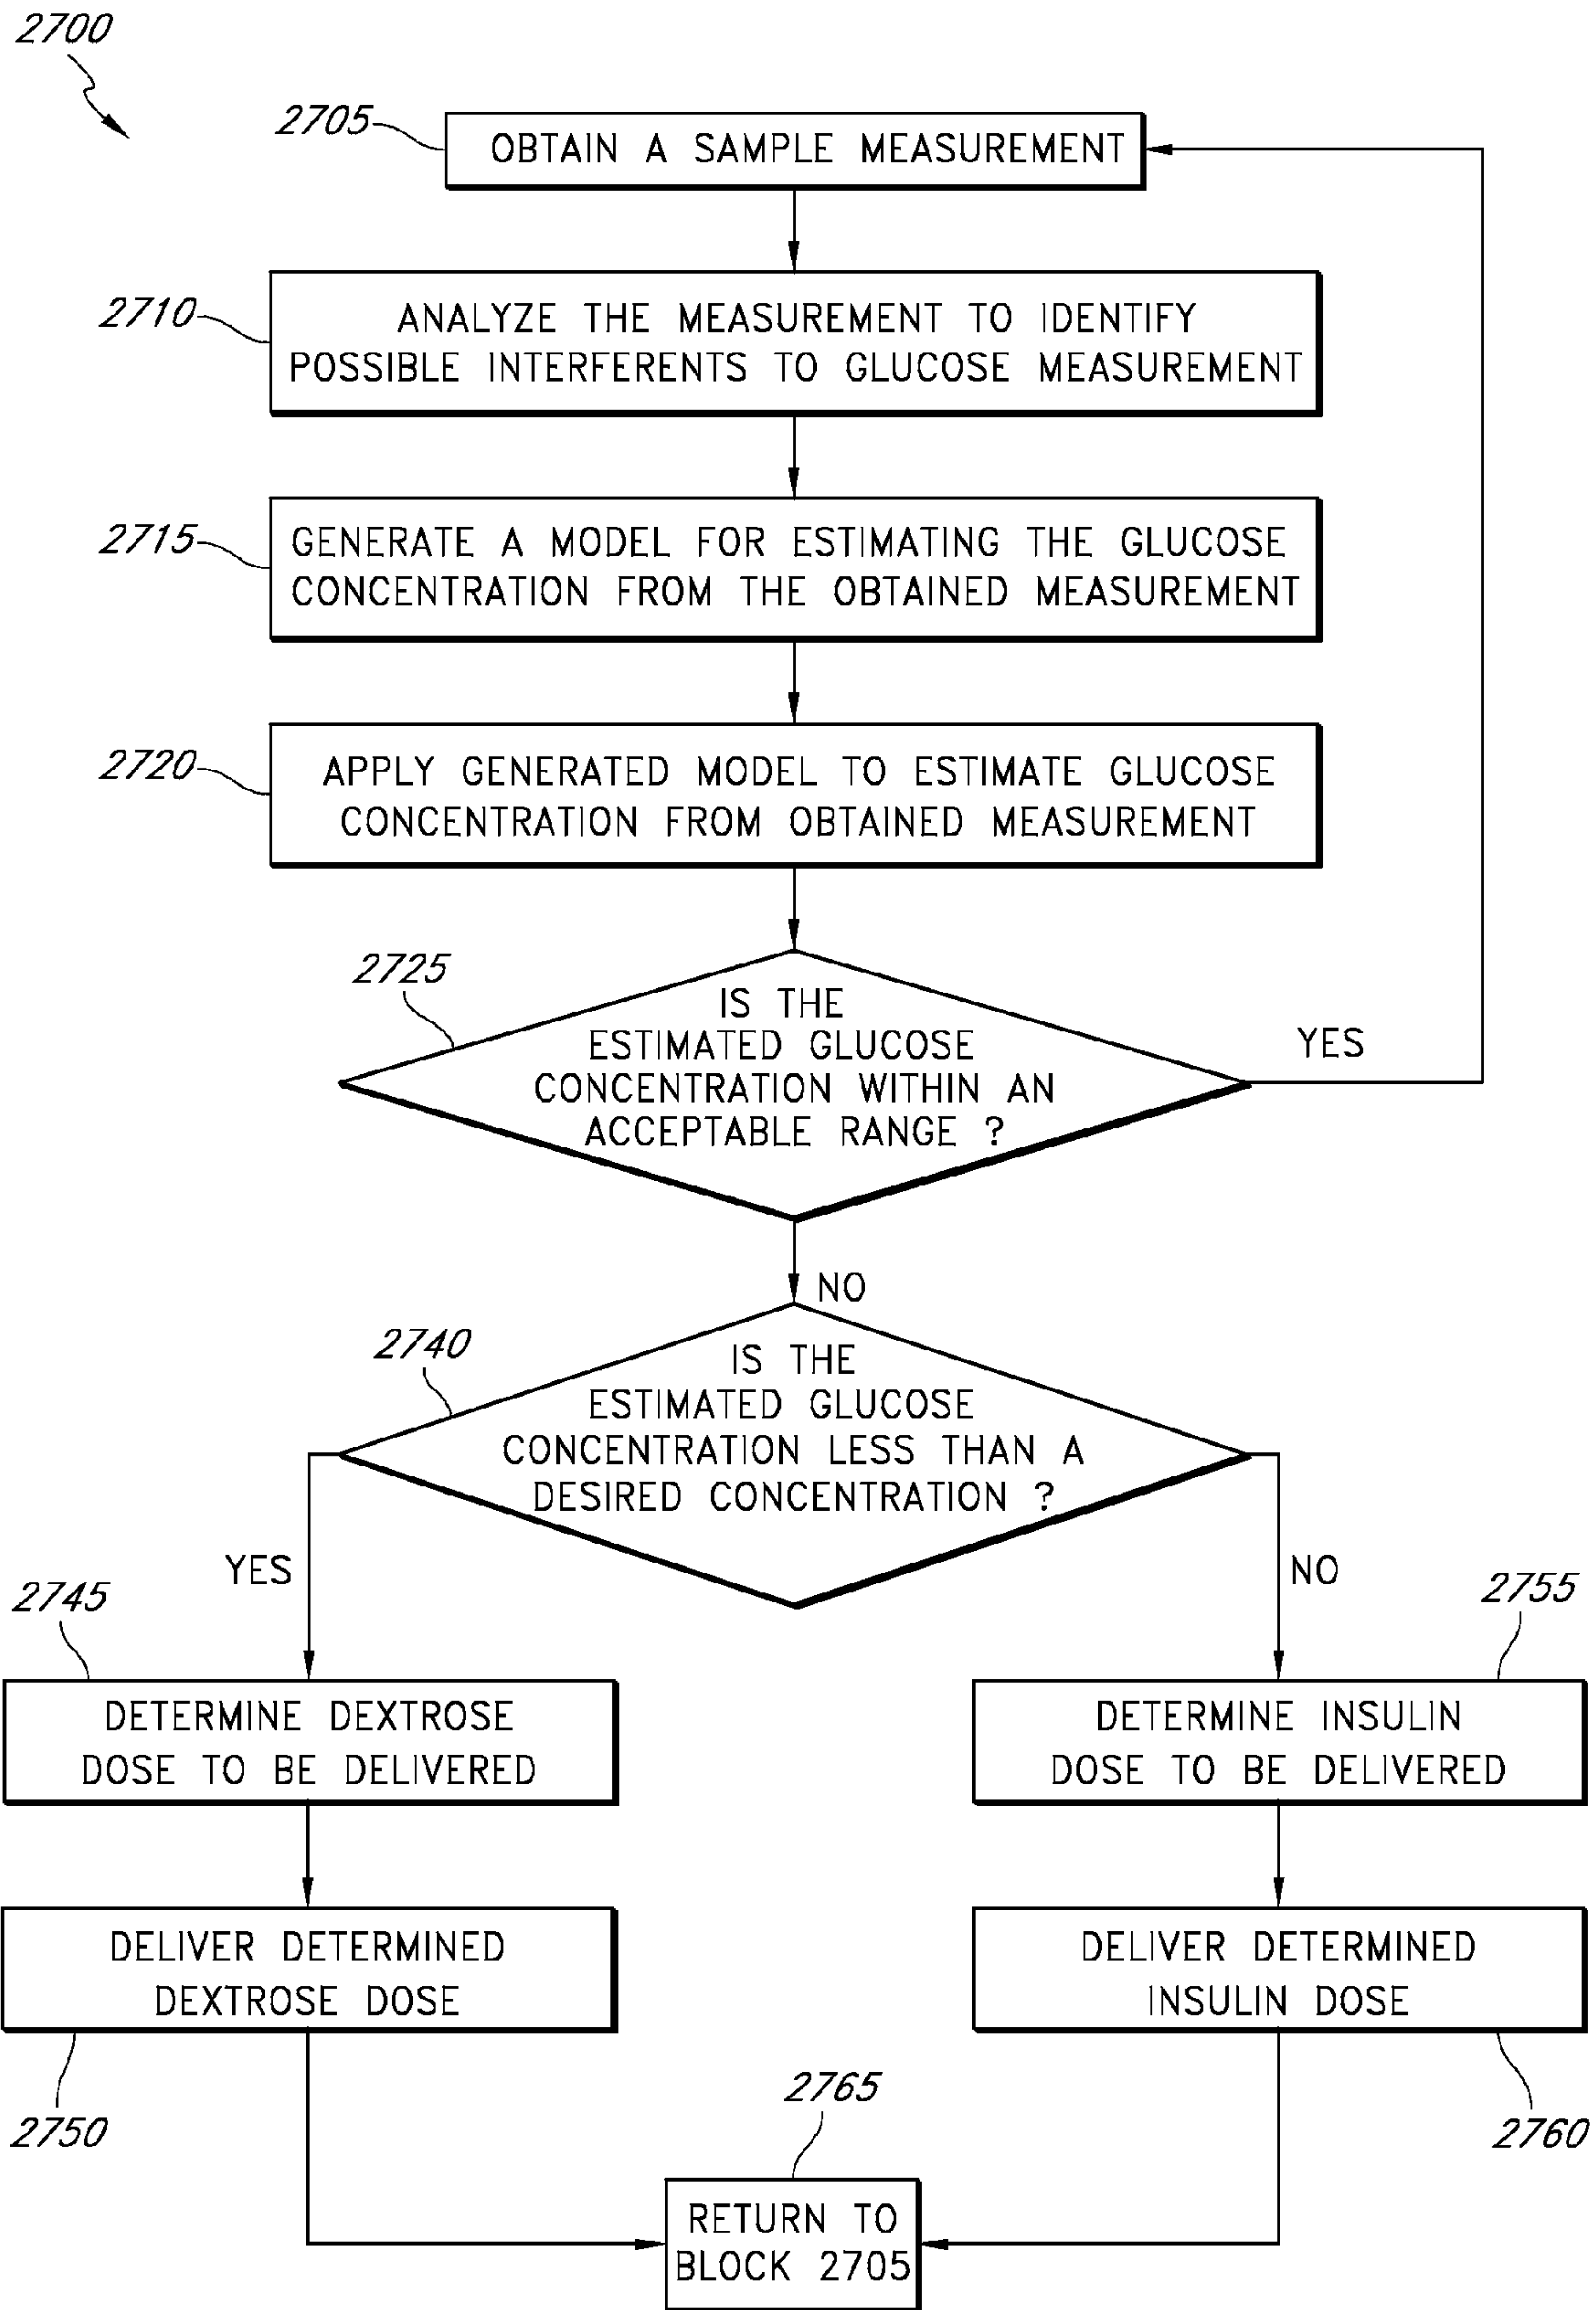 2700
2705
OBTAIN A SAMPLE MEASUREMENT
2710
ANALYZE THE MEASUREMENT TO IDENTIFY
POSSIBLE INTERFERENTS TO GLUCOSE MEASUREMENT
2715
GENERATE A MODEL FOR ESTIMATING THE GLUCOSE
CONCENTRATION FROM THE OBTAINED MEASUREMENT
2720
APPLY GENERATED MODEL TO ESTIMATE GLUCOSE
CONCENTRATION FROM OBTAINED MEASUREMENT
2725
IS THE
ESTIMATED GLUCOSE
CONCENTRATION WITHIN AN
ACCEPTABLE RANGE ?
YES
NO
2740
IS THE
ESTIMATED GLUCOSE
CONCENTRATION LESS THAN A
DESIRED CONCENTRATION ?
YES
NO
2745
DETERMINE DEXTROSE
DOSE TO BE DELIVERED
2755
DETERMINE INSULIN
DOSE TO BE DELIVERED
DELIVER DETERMINED
DEXTROSE DOSE
2750
DELIVER DETERMINED
INSULIN DOSE
2760
2765
RETURN TO
BLOCK 2705